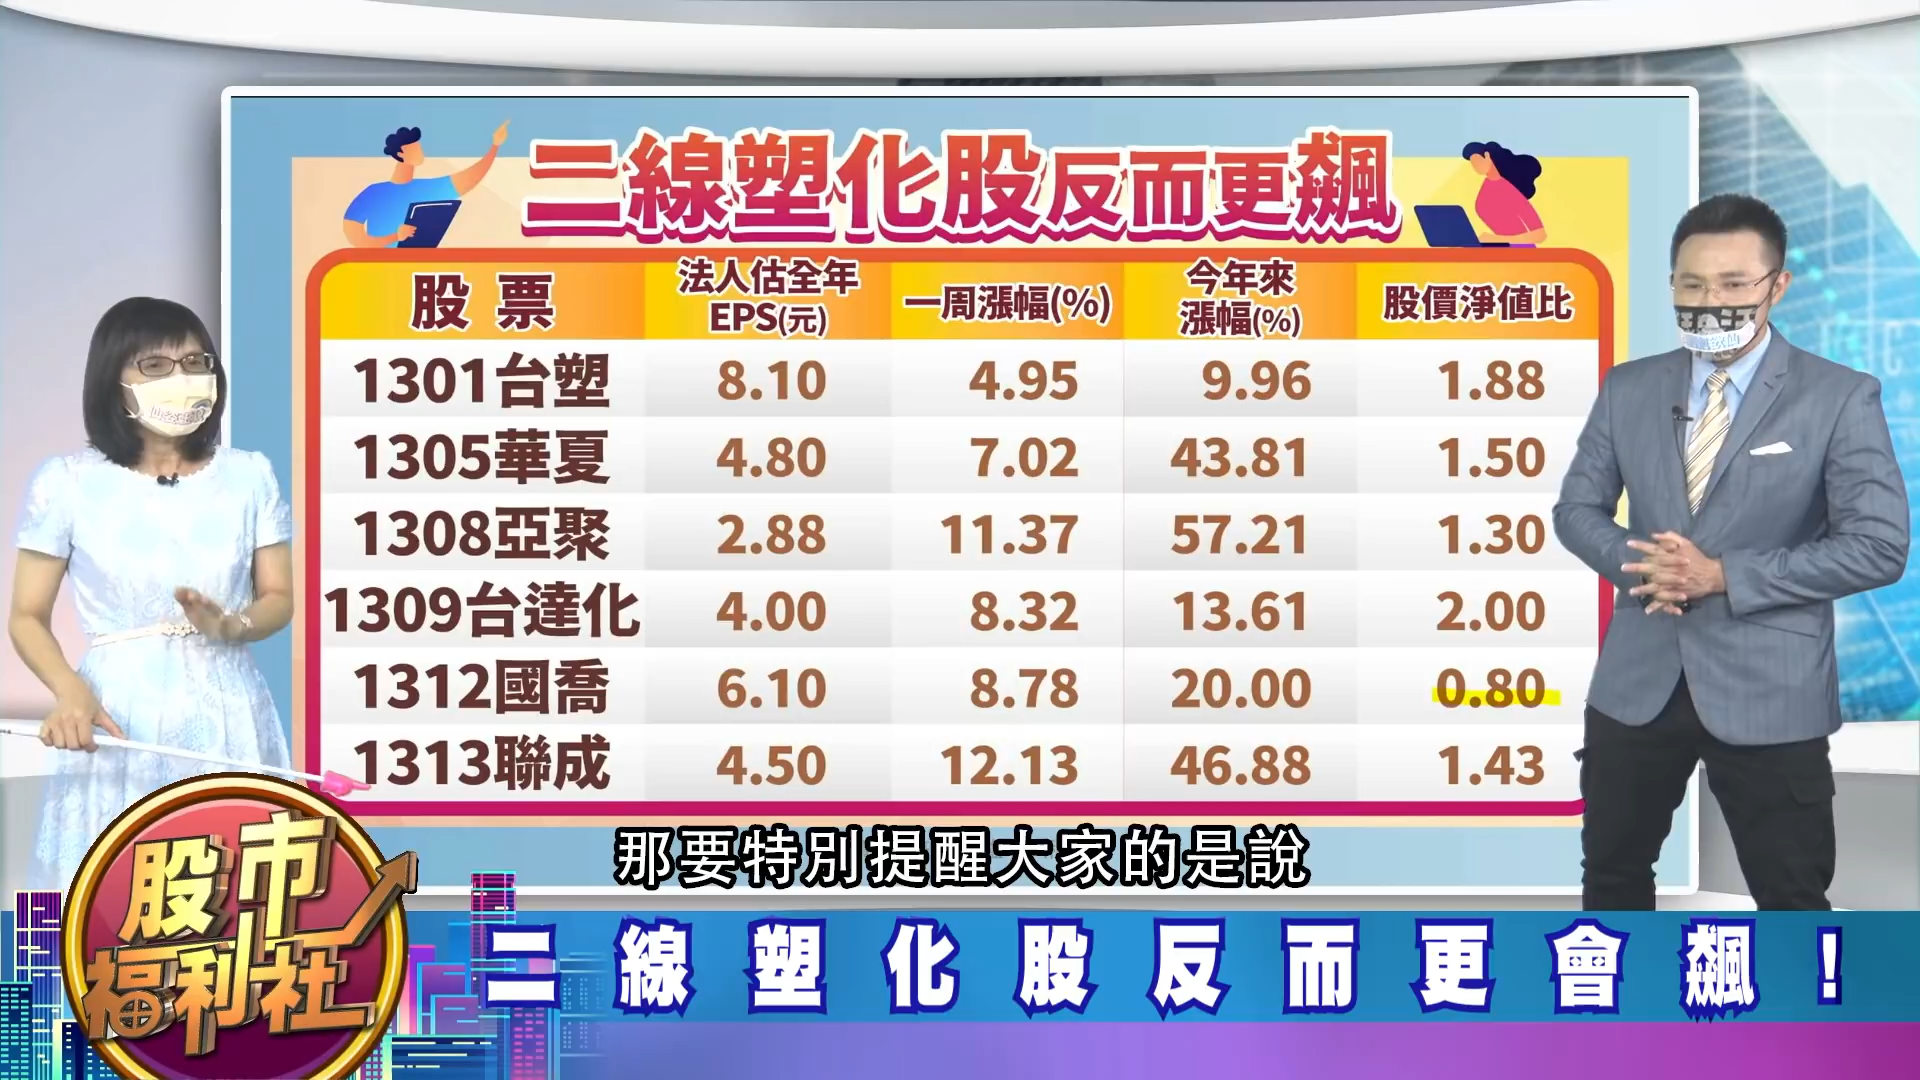 二線塑化股反而更飆
股票 法人估全年EPS(元) 一周漲幅(%) 今年來漲幅(%) 股價淨值比
1301台塑 8.10 4.95 9.96 1.88
1305華夏 4.80 7.02 43.81 1.50
1308亞聚 2.88 11.37 57.21 1.30
1309台達化 4.00 8.32 13.61 2.00
1312國喬 6.10 8.78 20.00 0.80
1313聯成 4.50 12.13 46.88 1.43
那要特別提醒大家的是說
股市
福利社
二線塑化股反而更會飆！